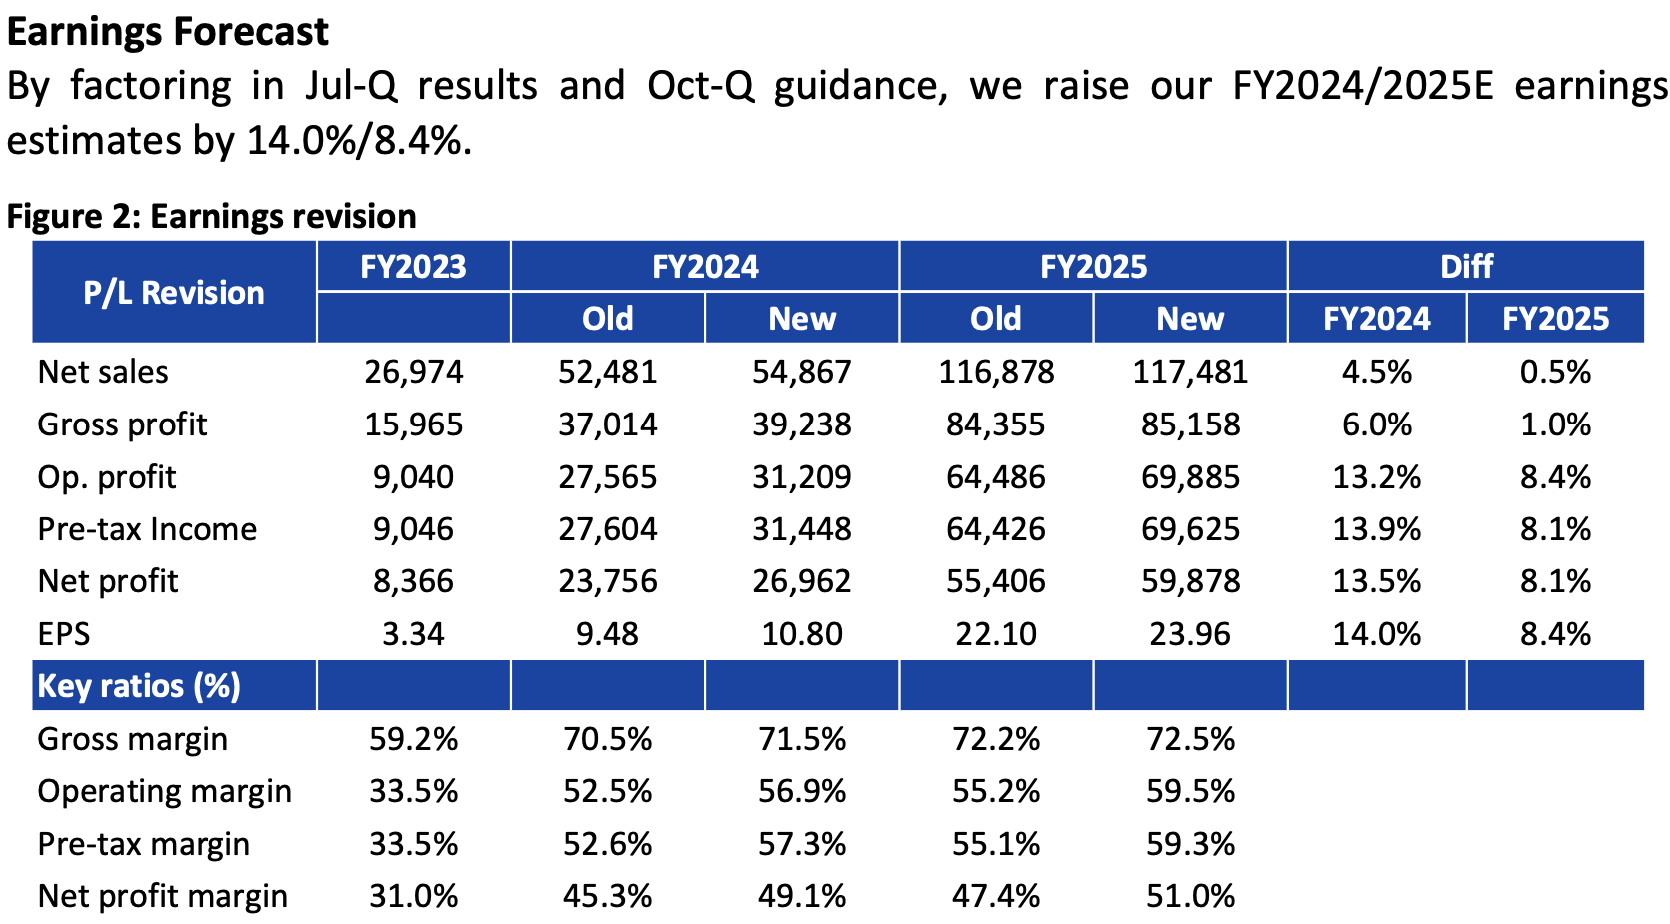 Earnings Forecast
By factoring in Jul-Q results and Oct-Q guidance, we raise our FY2024/2025E earnings
estimates by 14.0%/8.4%.
Figure 2: Earnings revision
P/L Revision FY2023 FY2024 FY2025 Diff
Old New Old New FY2024 FY2025
Net sales 26,974 52,481 54,867 116,878 117,481 4.5% 0.5%
Gross profit 15,965 37,014 39,238 84,355 85,158 6.0% 1.0%
Op. profit 9,040 27,565 31,209 64,486 69,885 13.2% 8.4%
Pre-tax Income 9,046 27,604 31,448 64,426 69,625 13.9% 8.1%
Net profit 8,366 23,756 26,962 55,406 59,878 13.5% 8.1%
EPS 3.34 9.48 10.80 22.10 23.96 14.0% 8.4%
Key ratios (%)
Gross margin 59.2% 70.5% 71.5% 72.2% 72.5%
Operating margin 33.5% 52.5% 56.9% 55.2% 59.5%
Pre-tax margin 33.5% 52.6% 57.3% 55.1% 59.3%
Net profit margin 31.0% 45.3% 49.1% 47.4% 51.0%